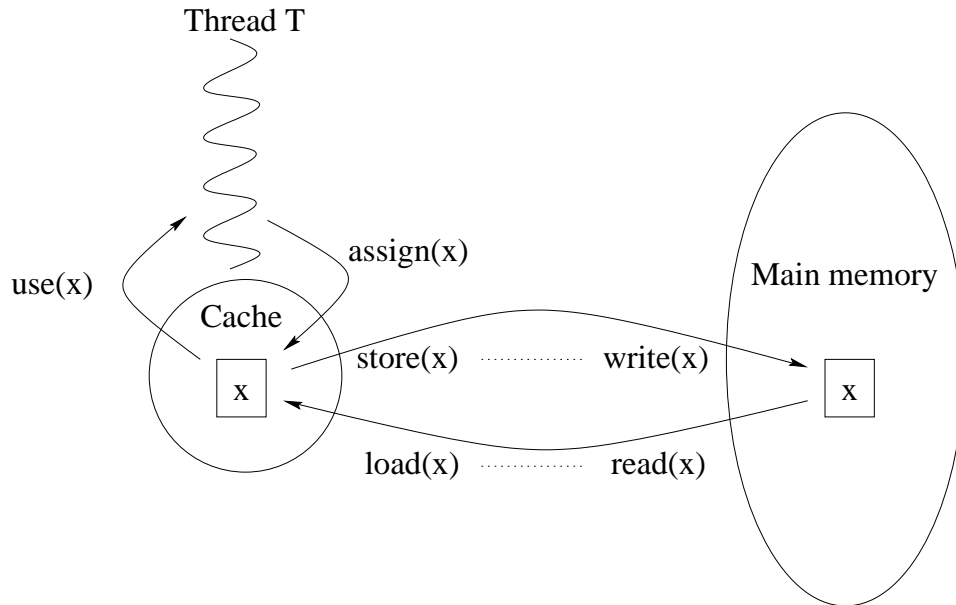 Thread T
use(x)
assign(x)
Cache
Main memory
store(x)
write(x)
x
x
load(x)
read(x)